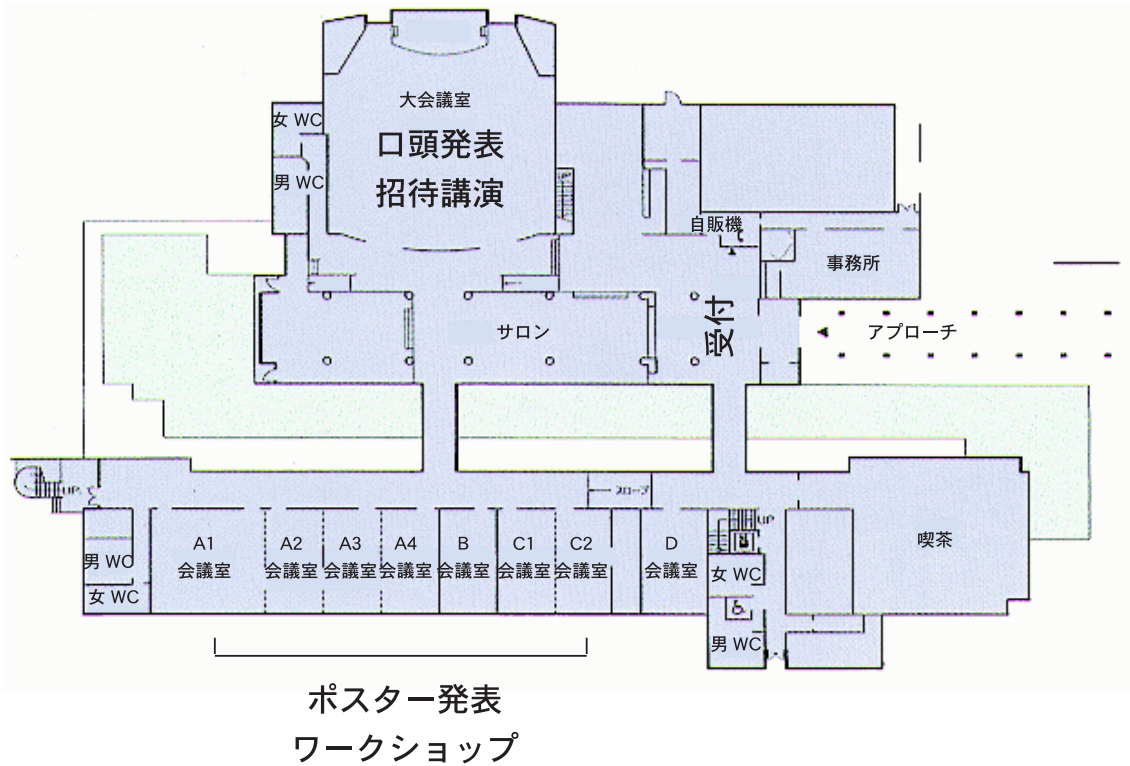 大会議室
女 WC
口頭発表
男 WC
招待講演
UP
自販機
事務所
サロン
受付
アプローチ
UP
スロープ
UP
A1
会議室
A2
会議室
A3
会議室
A4
会議室
B
会議室
C1
会議室
C2
会議室
D
会議室
喫茶
男 WC
女 WC
女 WC
男 WC
ポスター発表
ワークショップ